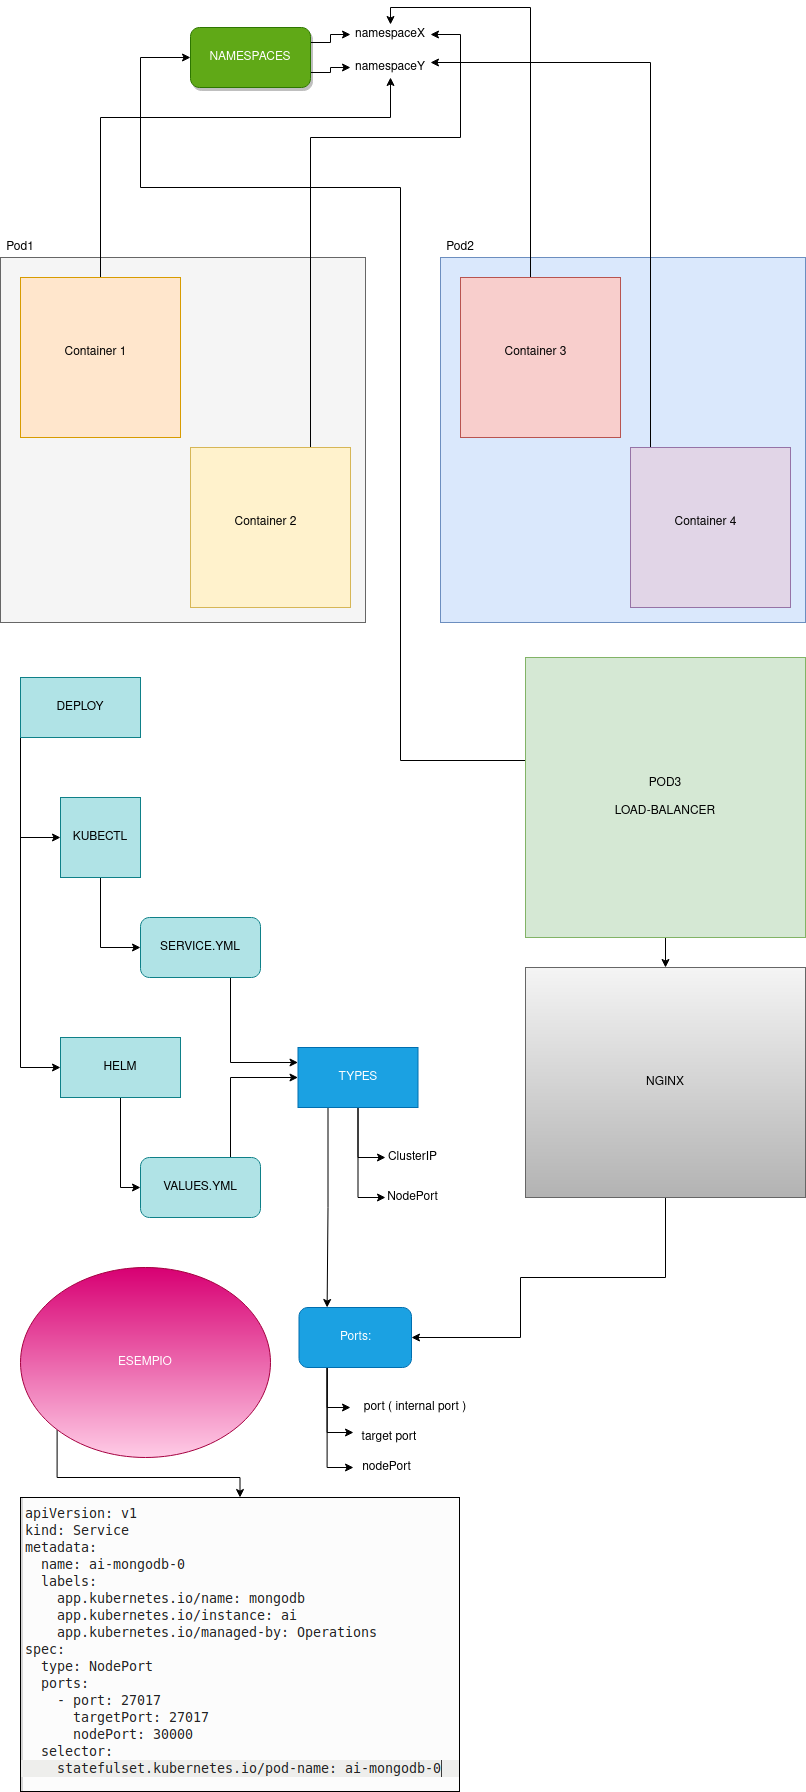 namespaceX
NAMESPACES
namespaceY
Pod1
Pod2
Container 1
Container 3
Container 2
Container 4
DEPLOY
POD3
LOAD-BALANCER
KUBECTL
SERVICE.YML
HELM
TYPES
NGINX
ClusterIP
VALUES.YML
NodePort
Ports:
ESEMPIO
port ( internal port )
target port
nodePort
apiVersion: v1
kind: Service
metadata:
  name: ai-mongodb-0
  labels:
    app.kubernetes.io/name: mongodb
    app.kubernetes.io/instance: ai
    app.kubernetes.io/managed-by: Operations
spec:
  type: NodePort
  ports:
    - port: 27017
      targetPort: 27017
      nodePort: 30000
  selector:
    statefulset.kubernetes.io/pod-name: ai-mongodb-0